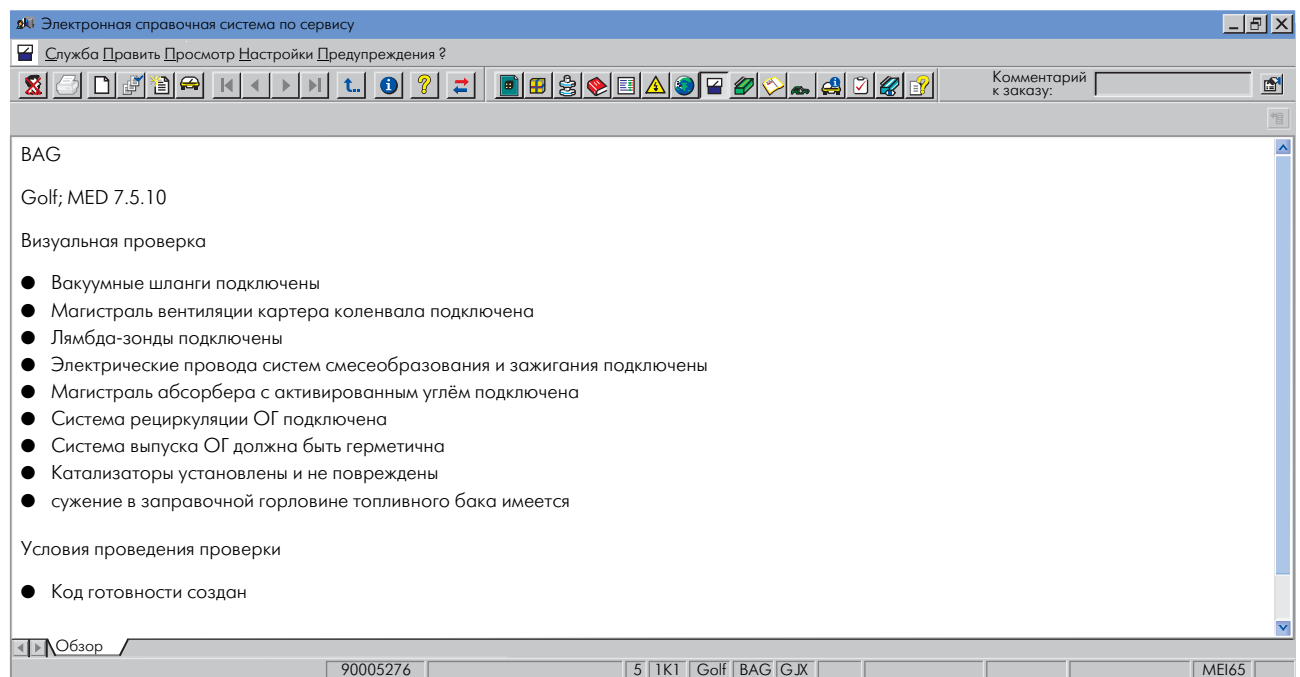 Электронная справочная система по сервису
Служба Править Просмотр Настройки Предупреждения ?
Комментарий
к заказу:
BAG
Golf; MED 7.5.10
Визуальная проверка
● Вакуумные шланги подключены
● Магистраль вентиляции картера коленвала подключена
● Лямбда-зонды подключены
● Электрические провода систем смесеобразования и зажигания подключены
● Магистраль абсорбера с активированным углём подключена
● Система рециркуляции ОГ подключена
● Система выпуска ОГ должна быть герметична
● Катализаторы установлены и не повреждены
● сужение в заправочной горловине топливного бака имеется
Условия проведения проверки
● Код готовности создан
Обзор
90005276 5 1K1 Golf BAG GJX MEI65